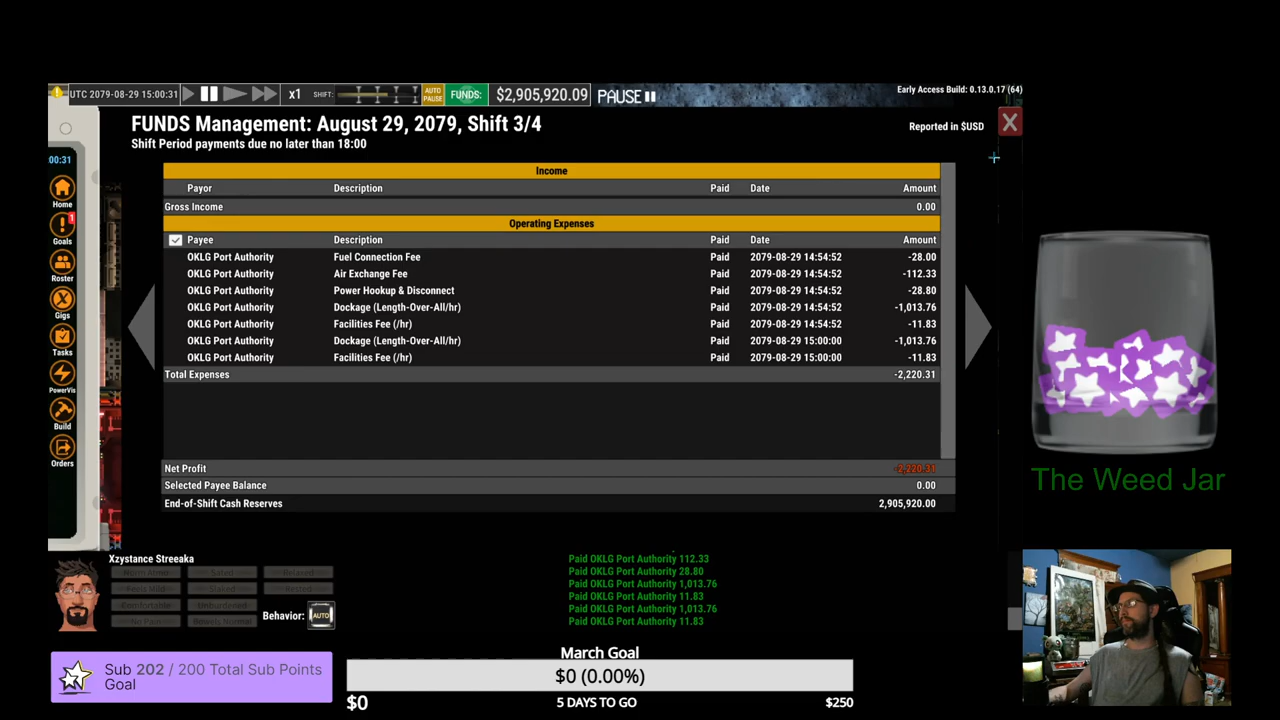 UTC 2079-08-29 15:00:31 x1 SHIFT: AUTO PAUSE FUNDS: $2,905,920.09 PAUSE Early Access Build: 0.13.0.17 (64)
FUNDS Management: August 29, 2079, Shift 3/4 Reported in $USD X
Shift Period payments due no later than 18:00
00:31
Home
1
Goals
Roster
Gigs
Tasks
PowerVis
Build
Orders
Income
Payor Description Paid Date Amount
Gross Income 0.00
Operating Expenses
Payee Description Paid Date Amount
OKLG Port Authority Fuel Connection Fee Paid 2079-08-29 14:54:52 -28.00
OKLG Port Authority Air Exchange Fee Paid 2079-08-29 14:54:52 -112.33
OKLG Port Authority Power Hookup & Disconnect Paid 2079-08-29 14:54:52 -28.80
OKLG Port Authority Dockage (Length-Over-All/hr) Paid 2079-08-29 14:54:52 -1,013.76
OKLG Port Authority Facilities Fee (/hr) Paid 2079-08-29 14:54:52 -11.83
OKLG Port Authority Dockage (Length-Over-All/hr) Paid 2079-08-29 15:00:00 -1,013.76
OKLG Port Authority Facilities Fee (/hr) Paid 2079-08-29 15:00:00 -11.83
Total Expenses -2,220.31
Net Profit -2,220.31
Selected Payee Balance 0.00
End-of-Shift Cash Reserves 2,905,920.00
The Weed Jar
Xzystance Streeaka
Sated
Slaked
Comfortable Unburdened
No Pain Bowels Normal
Behavior: AUTO
Paid OKLG Port Authority 112.33
Paid OKLG Port Authority 28.80
Paid OKLG Port Authority 1,013.76
Paid OKLG Port Authority 11.83
Paid OKLG Port Authority 1,013.76
Paid OKLG Port Authority 11.83
Sub 202 / 200 Total Sub Points
Goal
March Goal
$0 (0.00%)
$0 5 DAYS TO GO $250